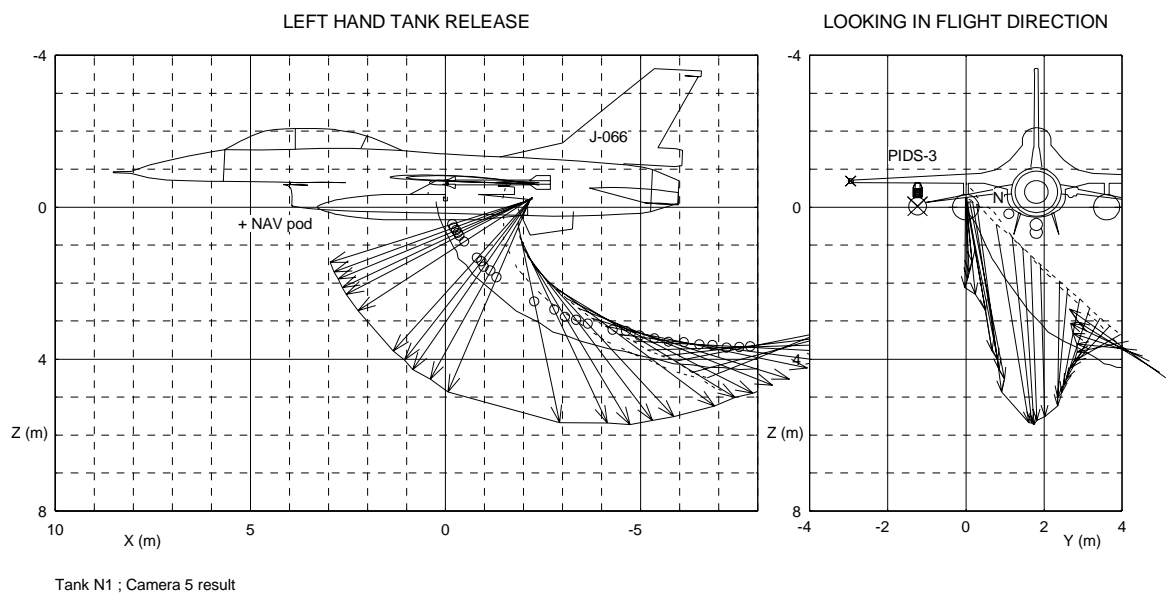 LEFT HAND TANK RELEASE
LOOKING IN FLIGHT DIRECTION
-4
-4
J-066
PIDS-3
N
0
0
+ NAV pod
4
4
Z (m)
Z (m)
8
8
10
5
0
-5
-4
-2
0
2
4
X (m)
Y (m)
Tank N1 ; Camera 5 result